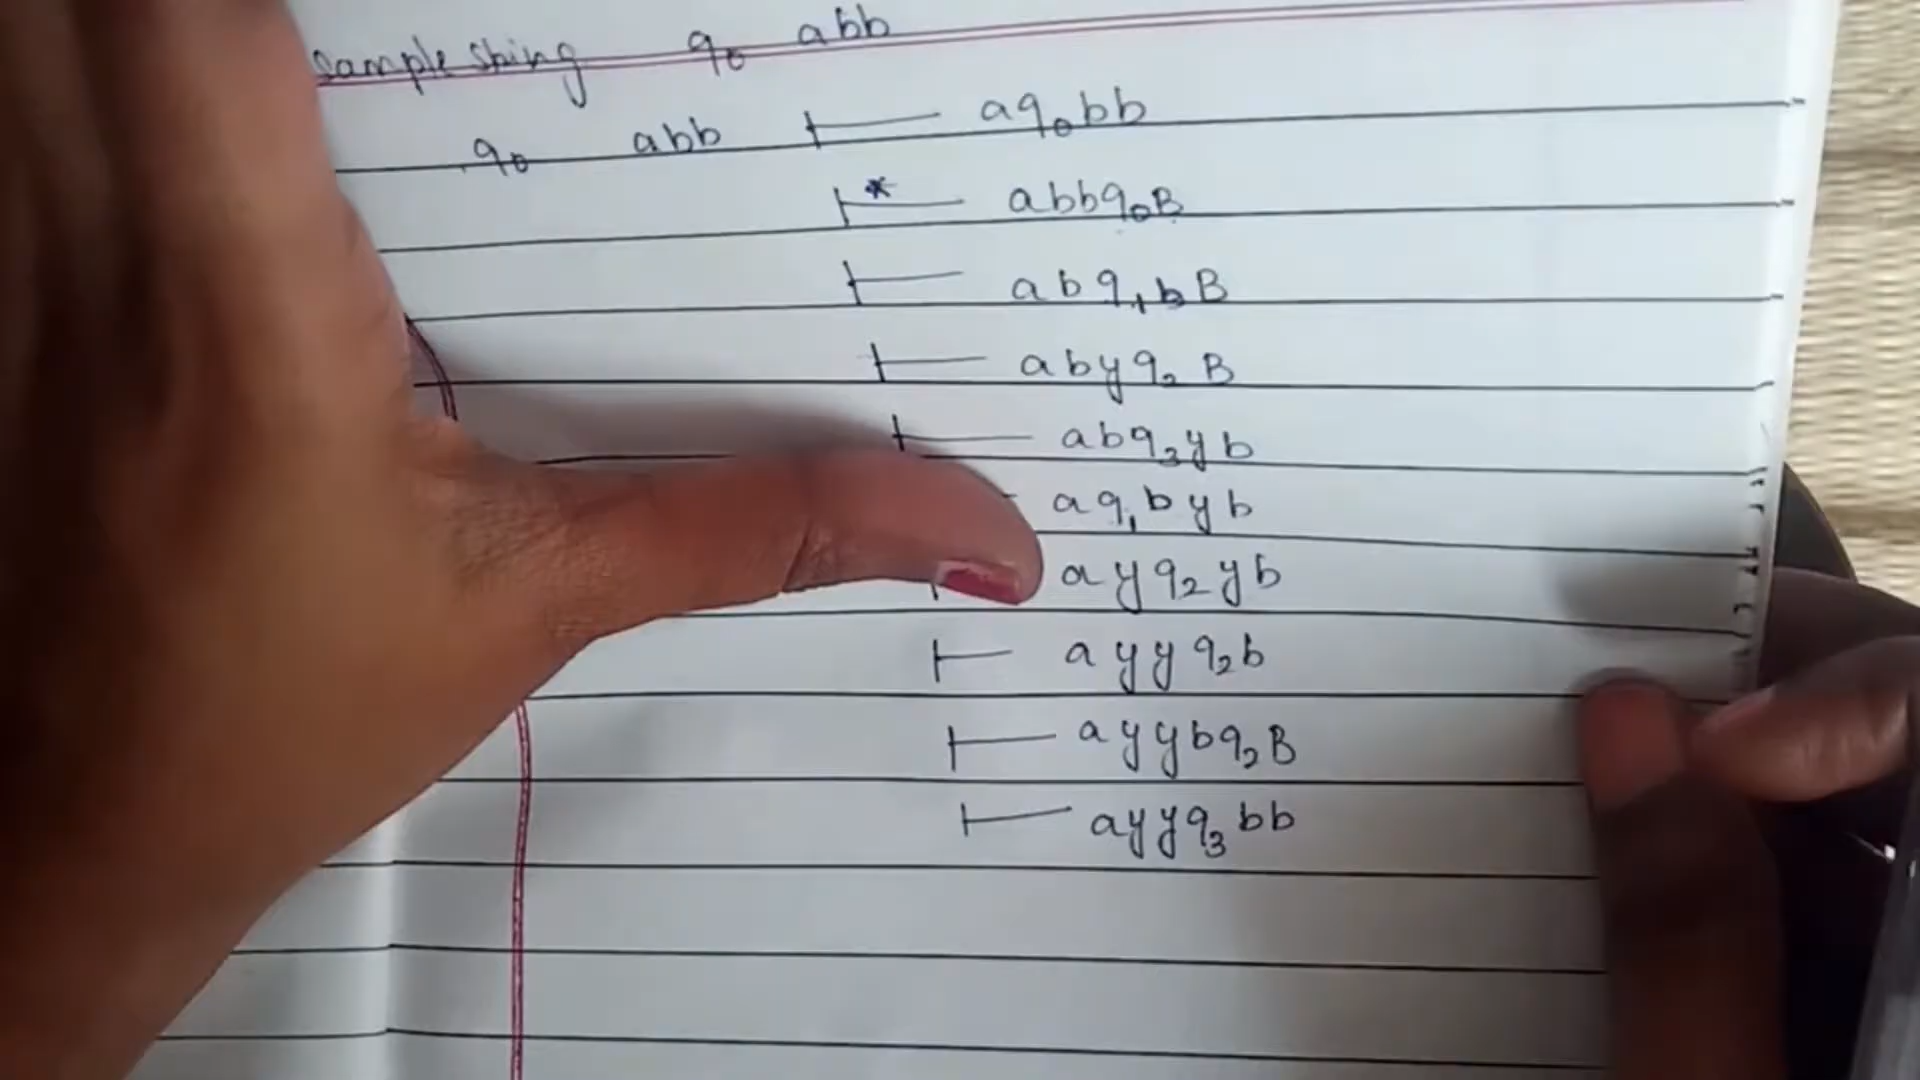 sample string q₀ abb
q₀ abb ⊢ aq₀bb
⊢* abbq₀B
⊢ abq₁bB
⊢ abyq₂B
⊢ abq₃yb
aq₁byb
⊢ ayq₂yb
⊢ ayyq₂b
⊢ ayybq₂B
⊢ ayyq₃bb